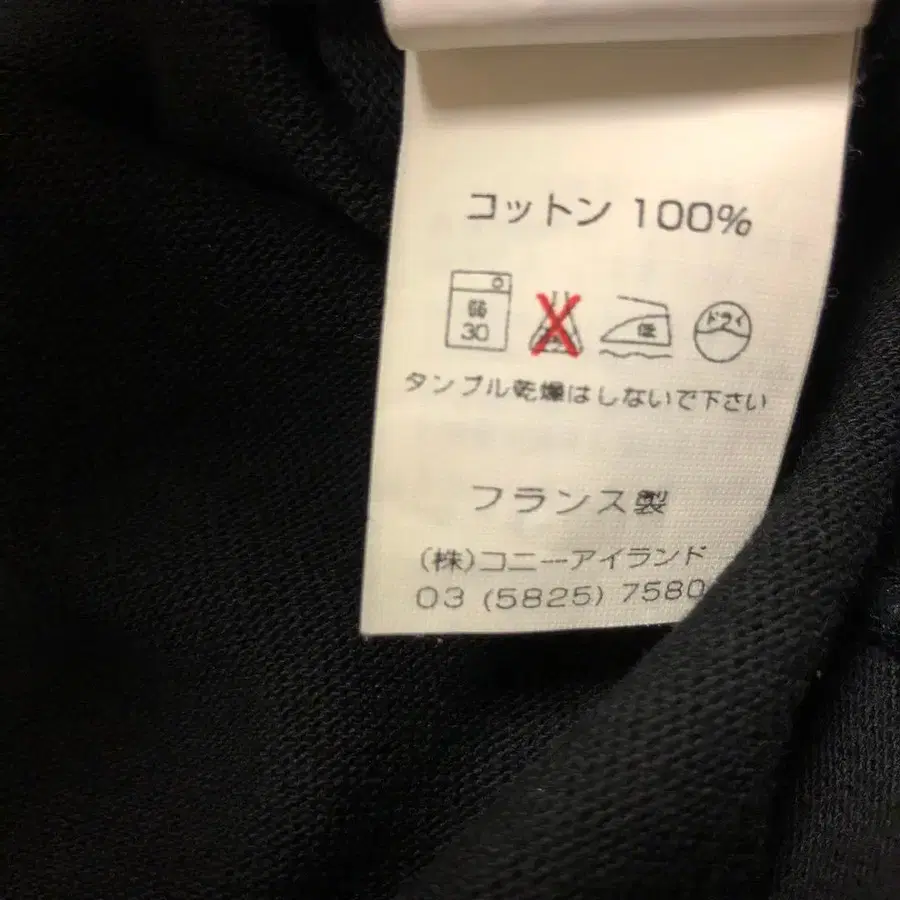 コットン 100%
30
低
ドライ
タンブル乾燥はしないで下さい
フランス製
(株)コニーアイランド
03 (5825) 7580